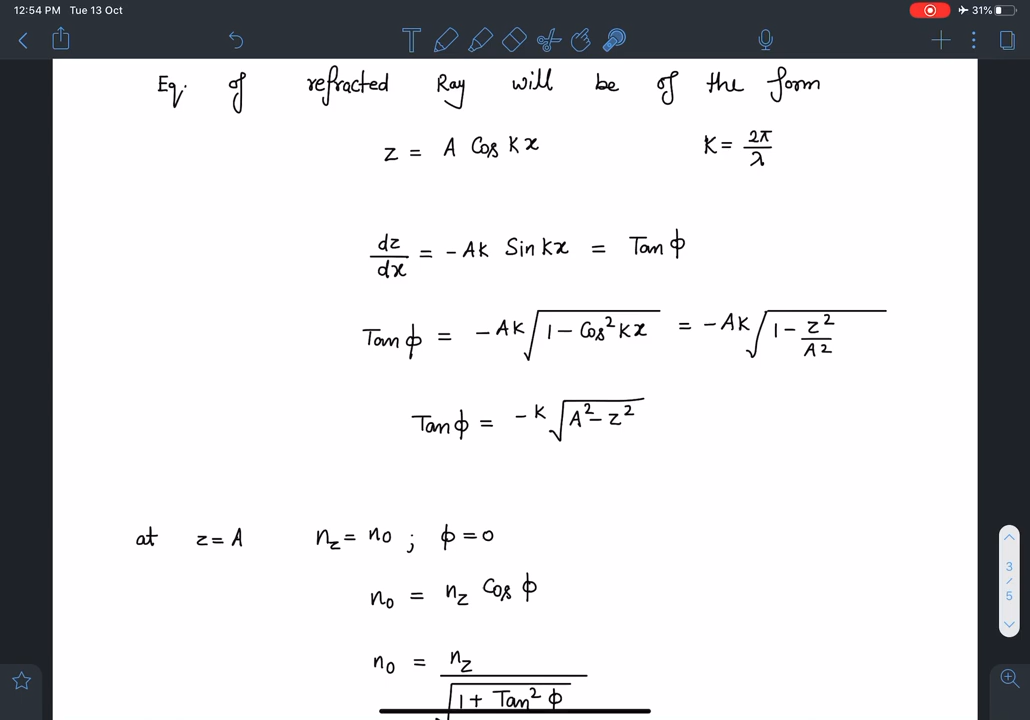 12:54 PM Tue 13 Oct 31%
Eq. of refracted Ray will be of the form
z = A Cos Kx K = 2π/λ
dz/dx = -AK Sin Kx = Tan ϕ
Tan ϕ = -AK √(1 - Cos² Kx) = -AK √(1 - z²/A²)
Tan ϕ = -K √(A² - z²)
at z = A n_z = n_0 ; ϕ = 0
n_0 = n_z Cos ϕ
n_0 = n_z / √(1 + Tan² ϕ)
3 / 5